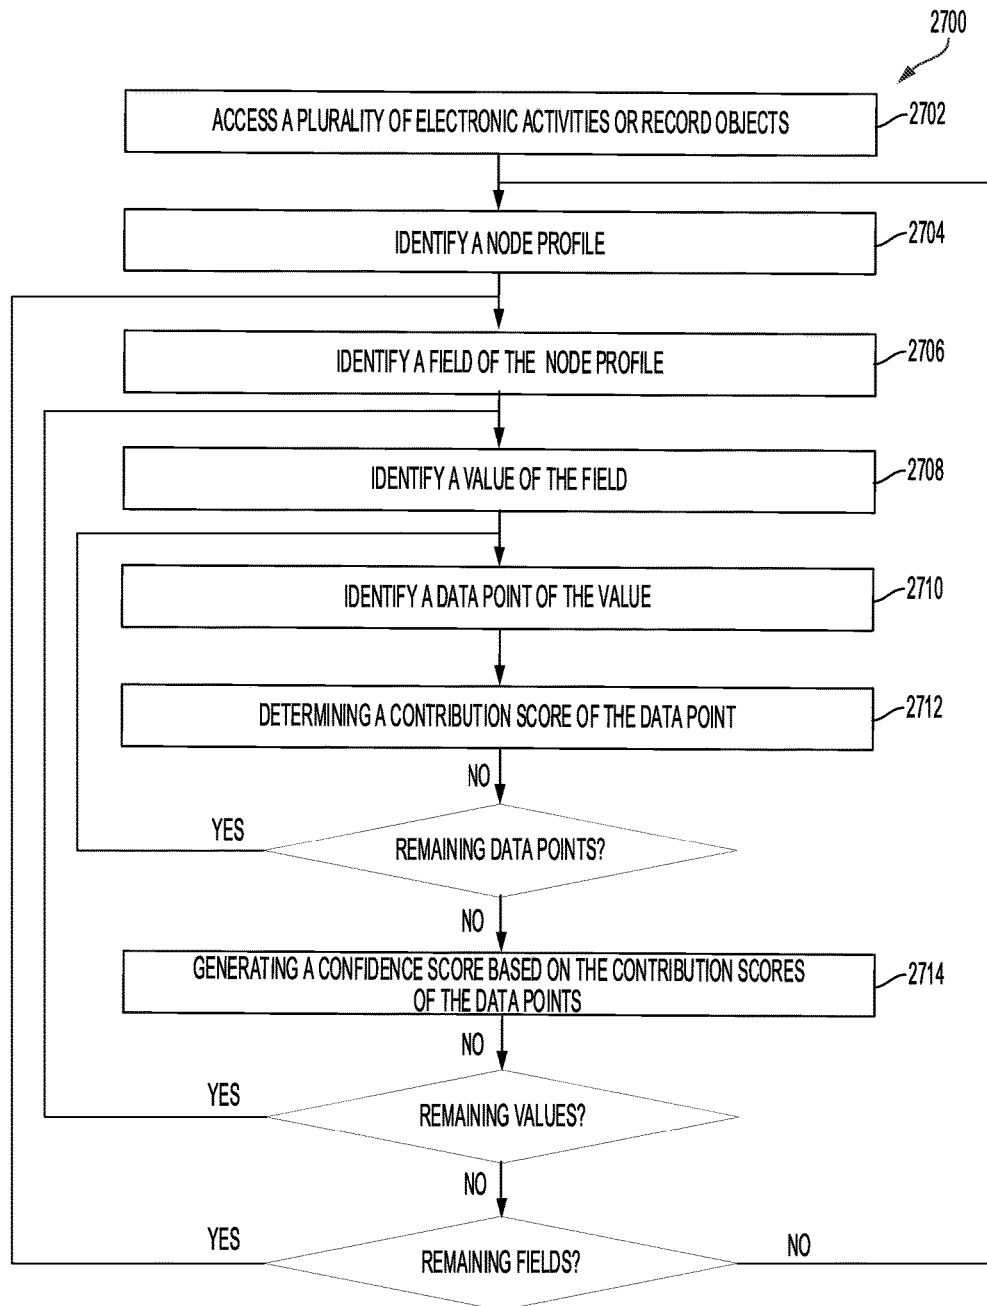 2700
ACCESS A PLURALITY OF ELECTRONIC ACTIVITIES OR RECORD OBJECTS
2702
IDENTIFY A NODE PROFILE
2704
IDENTIFY A FIELD OF THE NODE PROFILE
2706
IDENTIFY A VALUE OF THE FIELD
2708
IDENTIFY A DATA POINT OF THE VALUE
2710
DETERMINING A CONTRIBUTION SCORE OF THE DATA POINT
2712
NO
YES
REMAINING DATA POINTS?
NO
GENERATING A CONFIDENCE SCORE BASED ON THE CONTRIBUTION SCORES
OF THE DATA POINTS
2714
NO
YES
REMAINING VALUES?
NO
YES
REMAINING FIELDS?
NO